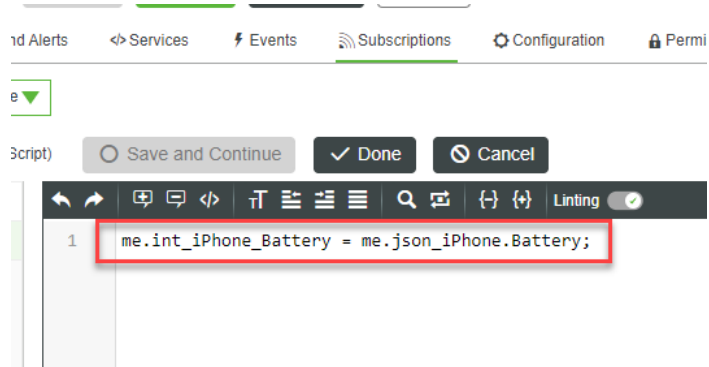 nd Alerts </> Services Events Subscriptions Configuration Permi
e
Script) Save and Continue Done Cancel
</> TT {-} {+} Linting
1 me.int_iPhone_Battery = me.json_iPhone.Battery;